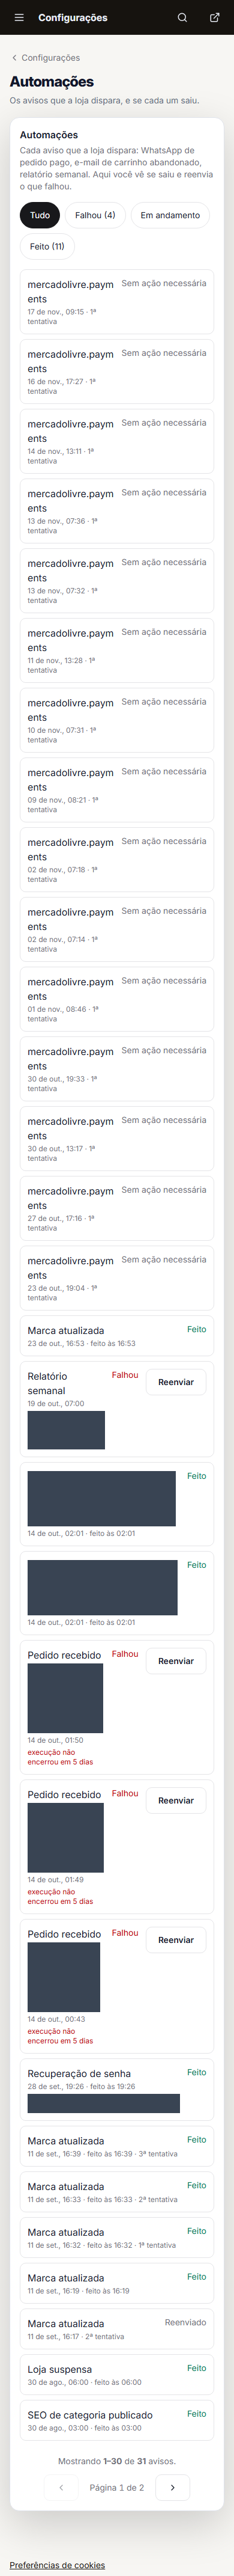 Configurações
Configurações
Automações
Os avisos que a loja dispara, e se cada um saiu.
Automações
Cada aviso que a loja dispara: WhatsApp de
pedido pago, e-mail de carrinho abandonado,
relatório semanal. Aqui você vê se saiu e reenvia
o que falhou.
Tudo
Falhou (4)
Em andamento
Feito (11)
mercadolivre.paym
ents
Sem ação necessária
17 de nov., 09:15 · 1ª
tentativa
mercadolivre.paym
ents
Sem ação necessária
16 de nov., 17:27 · 1ª
tentativa
mercadolivre.paym
ents
Sem ação necessária
14 de nov., 13:11 · 1ª
tentativa
mercadolivre.paym
ents
Sem ação necessária
13 de nov., 07:36 · 1ª
tentativa
mercadolivre.paym
ents
Sem ação necessária
13 de nov., 07:32 · 1ª
tentativa
mercadolivre.paym
ents
Sem ação necessária
11 de nov., 13:28 · 1ª
tentativa
mercadolivre.paym
ents
Sem ação necessária
10 de nov., 07:31 · 1ª
tentativa
mercadolivre.paym
ents
Sem ação necessária
09 de nov., 08:21 · 1ª
tentativa
mercadolivre.paym
ents
Sem ação necessária
02 de nov., 07:18 · 1ª
tentativa
mercadolivre.paym
ents
Sem ação necessária
02 de nov., 07:14 · 1ª
tentativa
mercadolivre.paym
ents
Sem ação necessária
01 de nov., 08:46 · 1ª
tentativa
mercadolivre.paym
ents
Sem ação necessária
30 de out., 19:33 · 1ª
tentativa
mercadolivre.paym
ents
Sem ação necessária
30 de out., 13:17 · 1ª
tentativa
mercadolivre.paym
ents
Sem ação necessária
27 de out., 17:16 · 1ª
tentativa
mercadolivre.paym
ents
Sem ação necessária
23 de out., 19:04 · 1ª
tentativa
Marca atualizada
Feito
23 de out., 16:53 · feito às 16:53
Relatório
semanal
Falhou
Reenviar
19 de out., 07:00
Feito
14 de out., 02:01 · feito às 02:01
Feito
14 de out., 02:01 · feito às 02:01
Pedido recebido
Falhou
Reenviar
14 de out., 01:50
execução não
encerrou em 5 dias
Pedido recebido
Falhou
Reenviar
14 de out., 01:49
execução não
encerrou em 5 dias
Pedido recebido
Falhou
Reenviar
14 de out., 00:43
execução não
encerrou em 5 dias
Recuperação de senha
Feito
28 de set., 19:26 · feito às 19:26
Marca atualizada
Feito
11 de set., 16:39 · feito às 16:39 · 3ª tentativa
Marca atualizada
Feito
11 de set., 16:33 · feito às 16:33 · 2ª tentativa
Marca atualizada
Feito
11 de set., 16:32 · feito às 16:32 · 1ª tentativa
Marca atualizada
Feito
11 de set., 16:19 · feito às 16:19
Marca atualizada
Reenviado
11 de set., 16:17 · 2ª tentativa
Loja suspensa
Feito
30 de ago., 06:00 · feito às 06:00
SEO de categoria publicado
Feito
30 de ago., 03:00 · feito às 03:00
Mostrando 1–30 de 31 avisos.
Página 1 de 2
Preferências de cookies